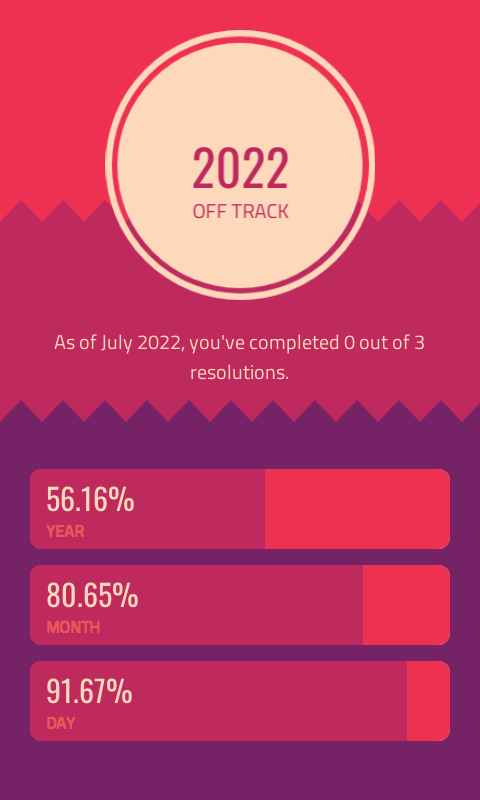 2022
OFF TRACK
As of July 2022, you've completed 0 out of 3
resolutions.
56.16%
YEAR
80.65%
MONTH
91.67%
DAY